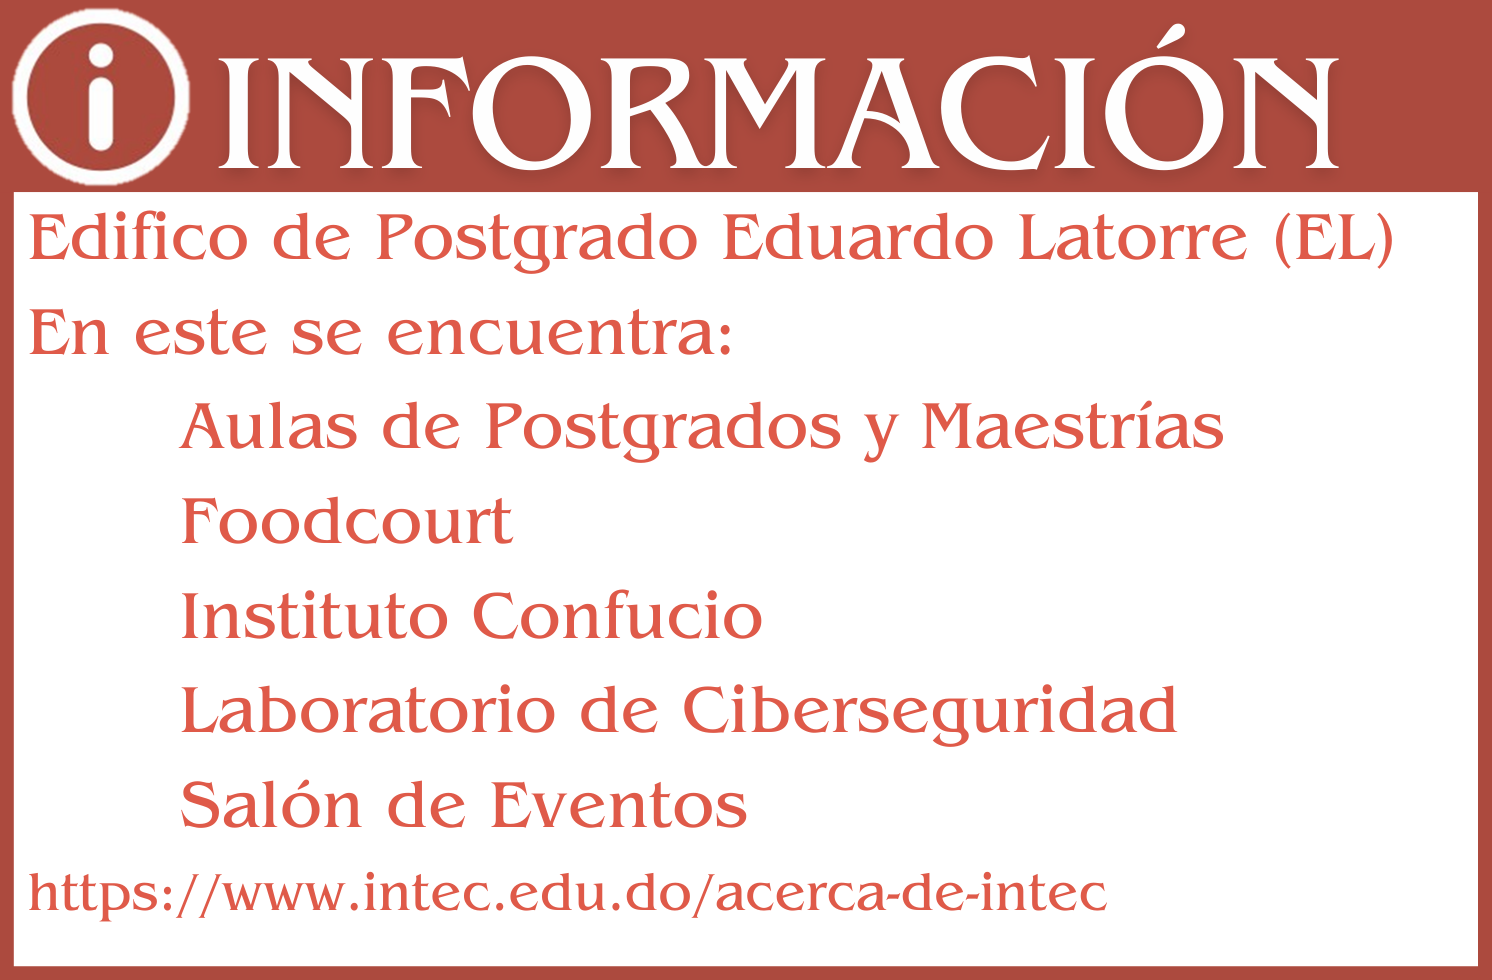 INFORMACIÓN
Edifico de Postgrado Eduardo Latorre (EL)
En este se encuentra:
Aulas de Postgrados y Maestrías
Foodcourt
Instituto Confucio
Laboratorio de Ciberseguridad
Salón de Eventos
https://www.intec.edu.do/acerca-de-intec